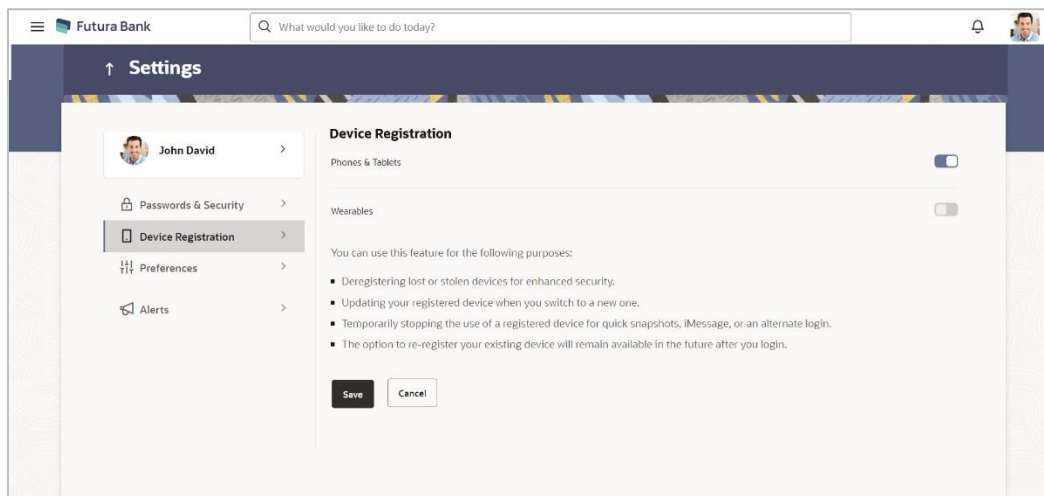 Futura Bank
What would you like to do today?
↑ Settings
John David
Passwords & Security
Device Registration
Preferences
Alerts
Device Registration
Phones & Tablets
Wearables
You can use this feature for the following purposes:
▪ Deregistering lost or stolen devices for enhanced security.
▪ Updating your registered device when you switch to a new one.
▪ Temporarily stopping the use of a registered device for quick snapshots, iMessage, or an alternate login.
▪ The option to re-register your existing device will remain available in the future after you login.
Save
Cancel